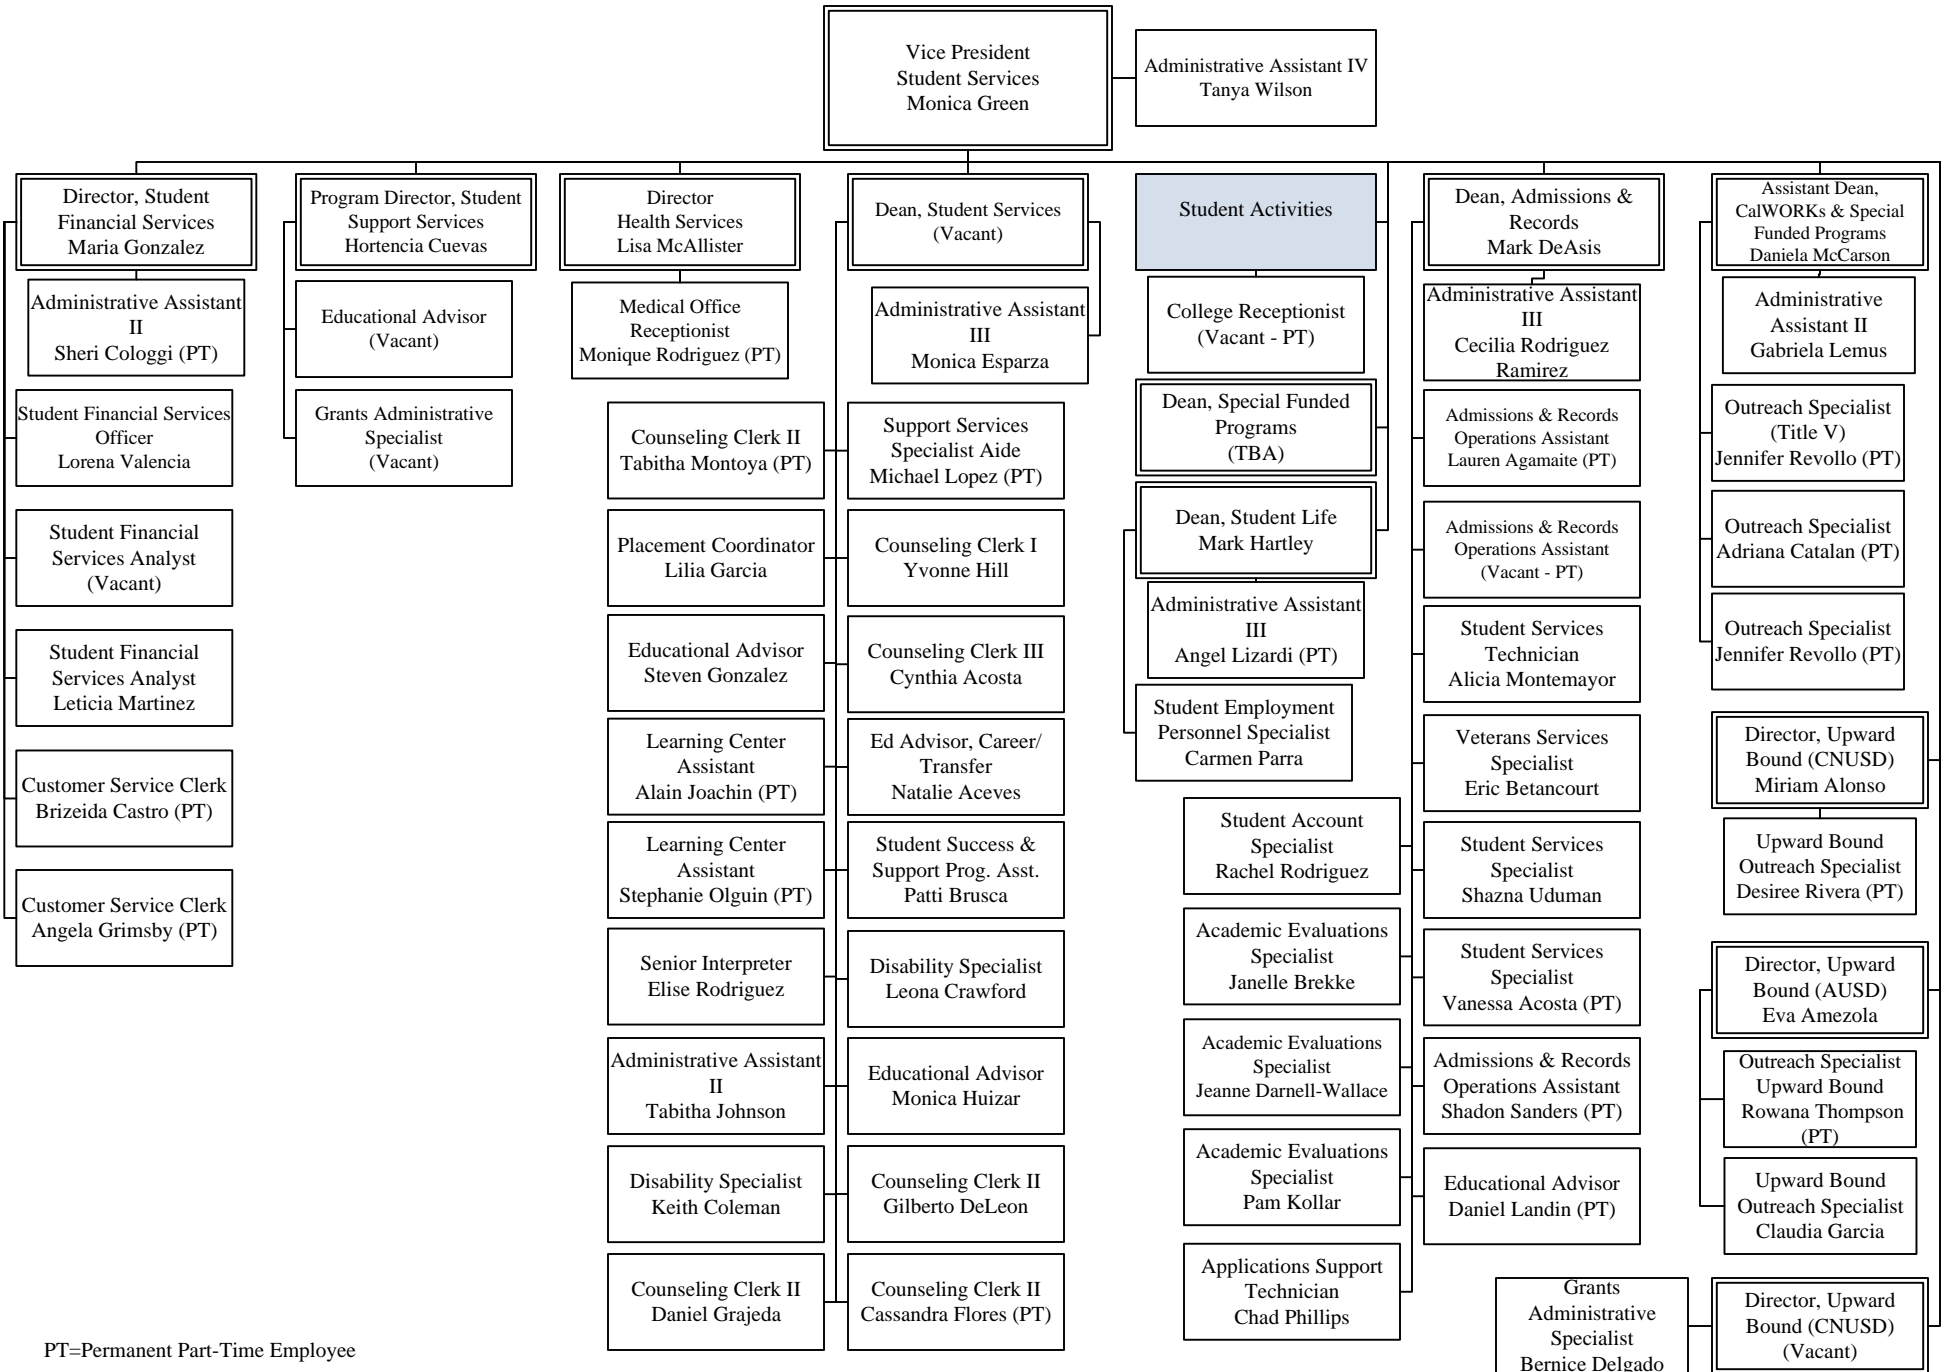 Vice President
Student Services
Monica Green
Administrative Assistant IV
Tanya Wilson
Director, Student
Financial Services
Maria Gonzalez
Administrative Assistant
II
Sheri Cologgi (PT)
Student Financial Services
Officer
Lorena Valencia
Student Financial
Services Analyst
(Vacant)
Student Financial
Services Analyst
Leticia Martinez
Customer Service Clerk
Brizeida Castro (PT)
Customer Service Clerk
Angela Grimsby (PT)
Program Director, Student
Support Services
Hortencia Cuevas
Educational Advisor
(Vacant)
Grants Administrative
Specialist
(Vacant)
Director
Health Services
Lisa McAllister
Medical Office
Receptionist
Monique Rodriguez (PT)
Dean, Student Services
(Vacant)
Administrative Assistant
III
Monica Esparza
Counseling Clerk II
Tabitha Montoya (PT)
Support Services
Specialist Aide
Michael Lopez (PT)
Placement Coordinator
Lilia Garcia
Counseling Clerk I
Yvonne Hill
Educational Advisor
Steven Gonzalez
Counseling Clerk III
Cynthia Acosta
Learning Center
Assistant
Alain Joachin (PT)
Ed Advisor, Career/
Transfer
Natalie Aceves
Learning Center
Assistant
Stephanie Olguin (PT)
Student Success &
Support Prog. Asst.
Patti Brusca
Senior Interpreter
Elise Rodriguez
Disability Specialist
Leona Crawford
Administrative Assistant
II
Tabitha Johnson
Educational Advisor
Monica Huizar
Disability Specialist
Keith Coleman
Counseling Clerk II
Gilberto DeLeon
Counseling Clerk II
Daniel Grajeda
Counseling Clerk II
Cassandra Flores (PT)
Student Activities
College Receptionist
(Vacant - PT)
Dean, Special Funded
Programs
(TBA)
Dean, Student Life
Mark Hartley
Administrative Assistant
III
Angel Lizardi (PT)
Student Employment
Personnel Specialist
Carmen Parra
Dean, Admissions &
Records
Mark DeAsis
Administrative Assistant
III
Cecilia Rodriguez
Ramirez
Admissions & Records
Operations Assistant
Lauren Agamaite (PT)
Admissions & Records
Operations Assistant
(Vacant - PT)
Student Services
Technician
Alicia Montemayor
Veterans Services
Specialist
Eric Betancourt
Student Account
Specialist
Rachel Rodriguez
Student Services
Specialist
Shazna Uduman
Academic Evaluations
Specialist
Janelle Brekke
Student Services
Specialist
Vanessa Acosta (PT)
Academic Evaluations
Specialist
Jeanne Darnell-Wallace
Admissions & Records
Operations Assistant
Shadon Sanders (PT)
Academic Evaluations
Specialist
Pam Kollar
Educational Advisor
Daniel Landin (PT)
Applications Support
Technician
Chad Phillips
Assistant Dean,
CalWORKs & Special
Funded Programs
Daniela McCarson
Administrative
Assistant II
Gabriela Lemus
Outreach Specialist
(Title V)
Jennifer Revollo (PT)
Outreach Specialist
Adriana Catalan (PT)
Outreach Specialist
Jennifer Revollo (PT)
Director, Upward
Bound (CNUSD)
Miriam Alonso
Upward Bound
Outreach Specialist
Desiree Rivera (PT)
Director, Upward
Bound (AUSD)
Eva Amezola
Outreach Specialist
Upward Bound
Rowana Thompson
(PT)
Upward Bound
Outreach Specialist
Claudia Garcia
Grants
Administrative
Specialist
Bernice Delgado
Director, Upward
Bound (CNUSD)
(Vacant)
PT=Permanent Part-Time Employee